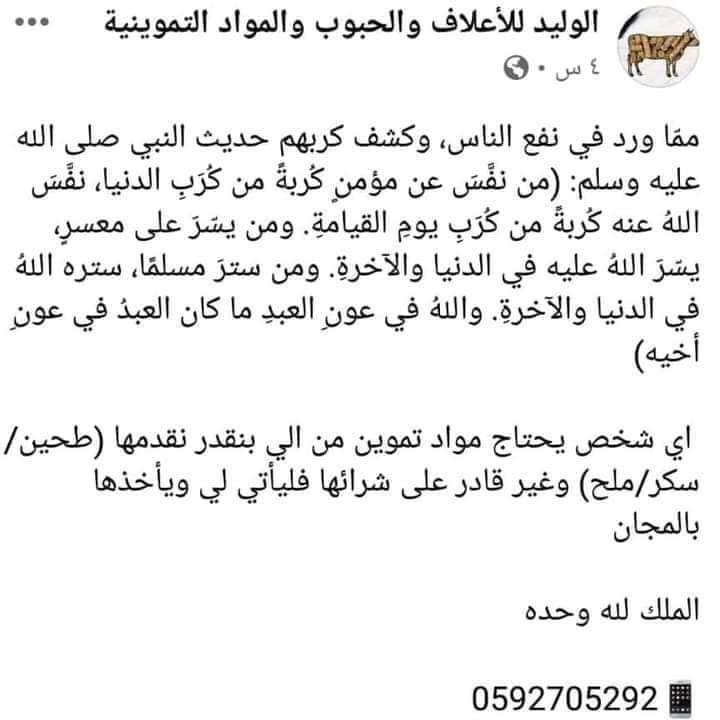 الوليد للأعلاف والحبوب والمواد التموينية
٤ س ·
ممّا ورد في نفع الناس، وكشف كربهم حديث النبي صلى الله
عليه وسلم: (من نفَّسَ عن مؤمنٍ كُربةً من كُرَبِ الدنيا، نفَّسَ
اللهُ عنه كُربةً من كُرَبِ يومِ القيامةِ. ومن يسّرَ على معسرٍ،
يسّرَ اللهُ عليه في الدنيا والآخرةِ. ومن سترَ مسلمًا، ستره اللهُ
في الدنيا والآخرةِ. واللهُ في عونِ العبدِ ما كان العبدُ في عونِ
أخيه)
اي شخص يحتاج مواد تموين من الي بنقدر نقدمها (طحين/
سكر/ملح) وغير قادر على شرائها فليأتي لي ويأخذها
بالمجان
الملك لله وحده
📱0592705292